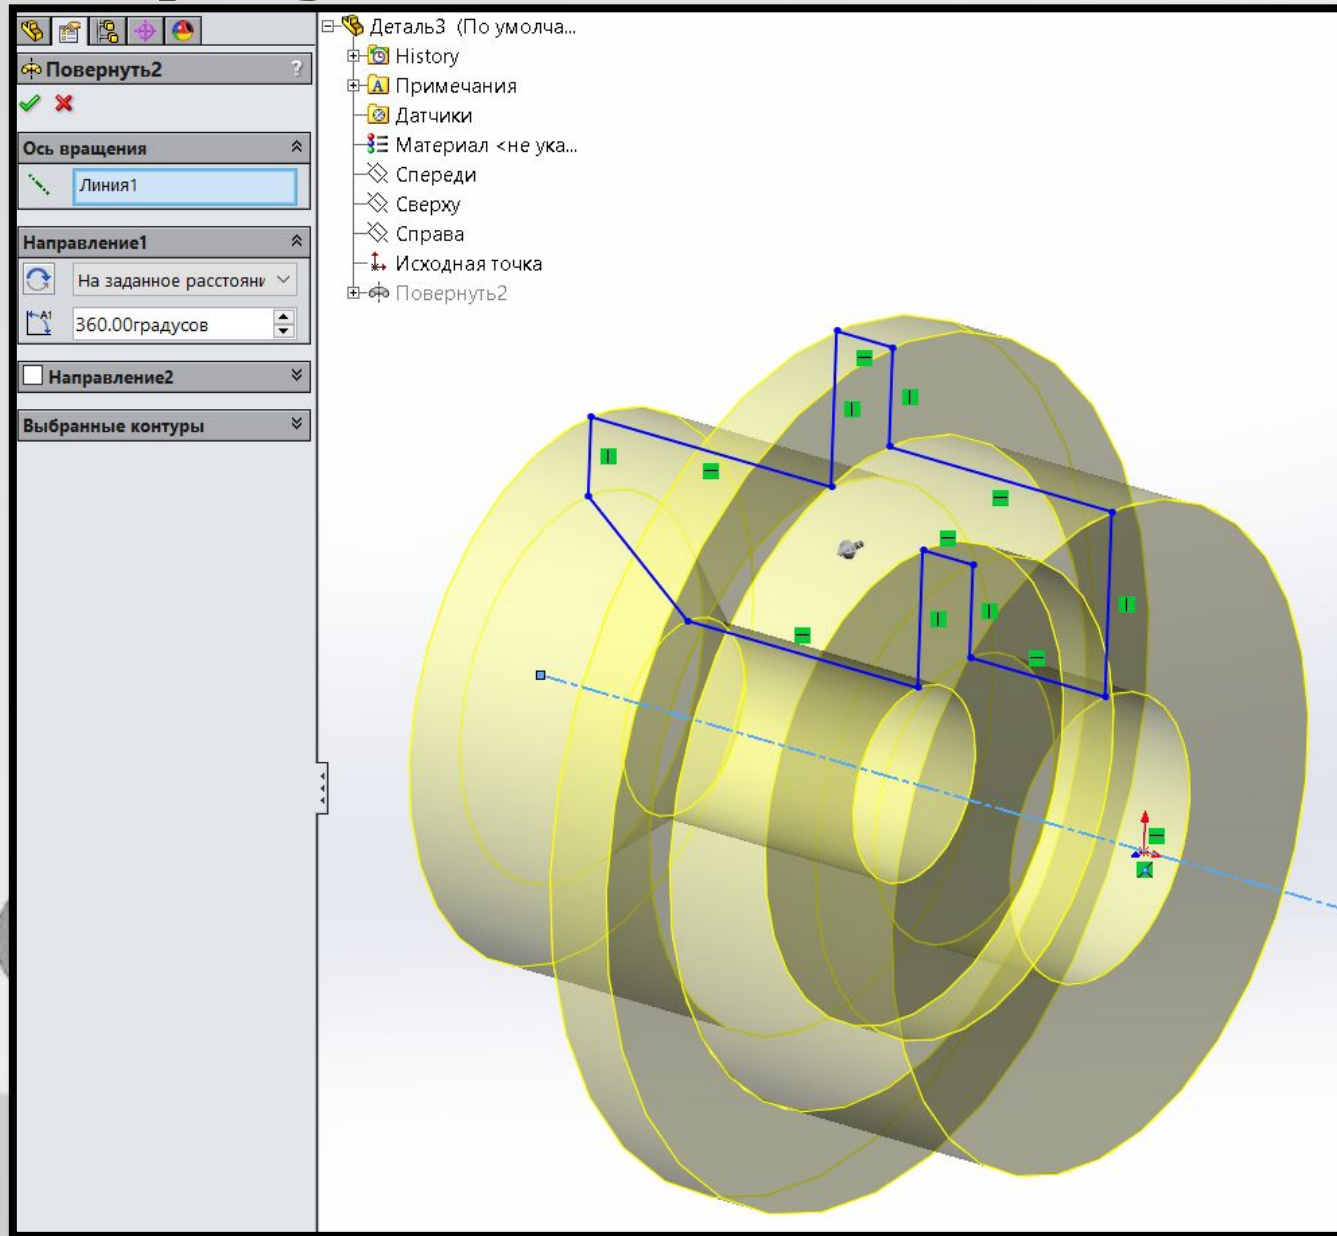 Повернуть2 ?
Ось вращения
Линия1
Направление1
На заданное расстояни
A1
360.00градусов
Направление2
Выбранные контуры
Деталь3 (По умолча...
History
A Примечания
Датчики
Материал <не ука...
Спереди
Сверху
Справа
Исходная точка
Повернуть2